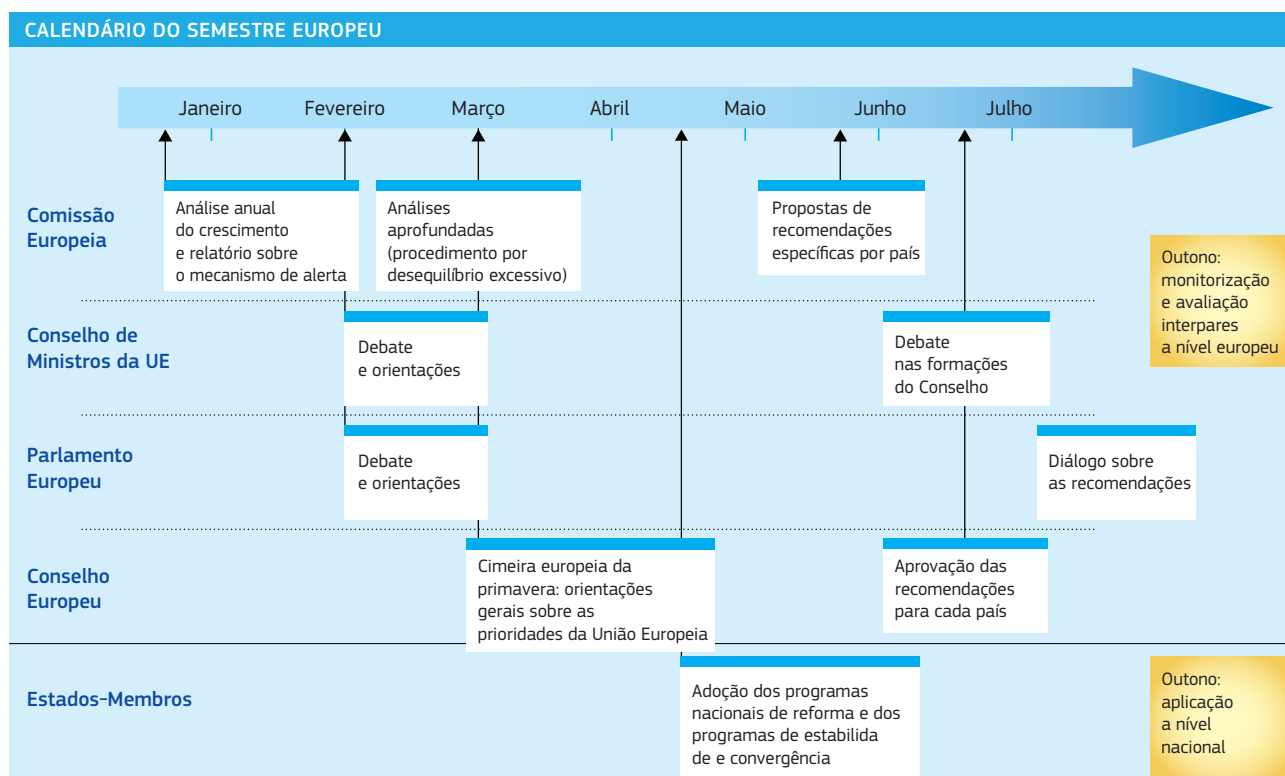 CALENDÁRIO DO SEMESTRE EUROPEU
Janeiro
Fevereiro
Março
Abril
Maio
Junho
Julho
Comissão
Europeia
Análise anual
do crescimento
e relatório sobre
o mecanismo de alerta
Análises
aprofundadas
(procedimento por
desequilíbrio excessivo)
Propostas de
recomendações
específicas por país
Outono:
monitorização
e avaliação
interpares
a nível europeu
Conselho de
Ministros da UE
Debate
e orientações
Debate
nas formações
do Conselho
Parlamento
Europeu
Debate
e orientações
Diálogo sobre
as recomendações
Conselho
Europeu
Cimeira europeia da
primavera: orientações
gerais sobre as
prioridades da União Europeia
Aprovação das
recomendações
para cada país
Estados-Membros
Adoção dos programas
nacionais de reforma e dos
programas de estabilida
de e convergência
Outono:
aplicação
a nível
nacional